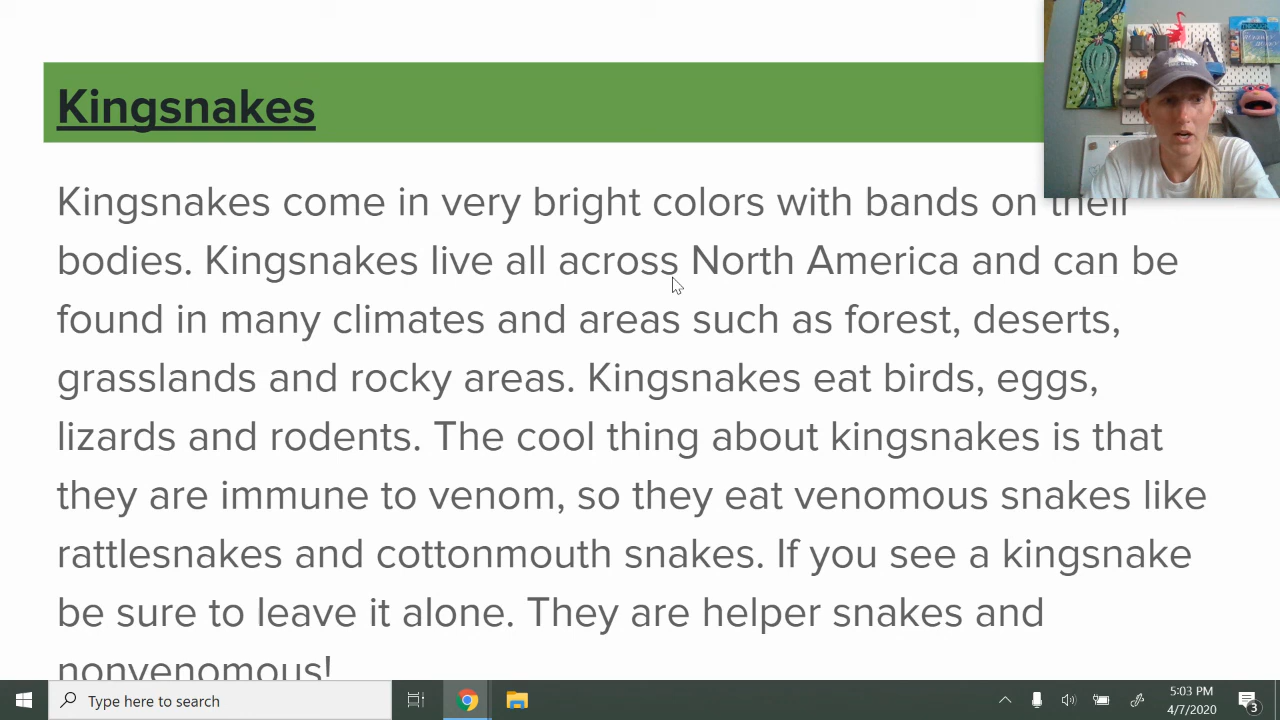 Kingsnakes
Kingsnakes come in very bright colors with bands on their
bodies. Kingsnakes live all across North America and can be
found in many climates and areas such as forest, deserts,
grasslands and rocky areas. Kingsnakes eat birds, eggs,
lizards and rodents. The cool thing about kingsnakes is that
they are immune to venom, so they eat venomous snakes like
rattlesnakes and cottonmouth snakes. If you see a kingsnake
be sure to leave it alone. They are helper snakes and
nonvenomous!
Type here to search
5:03 PM
4/7/2020
3